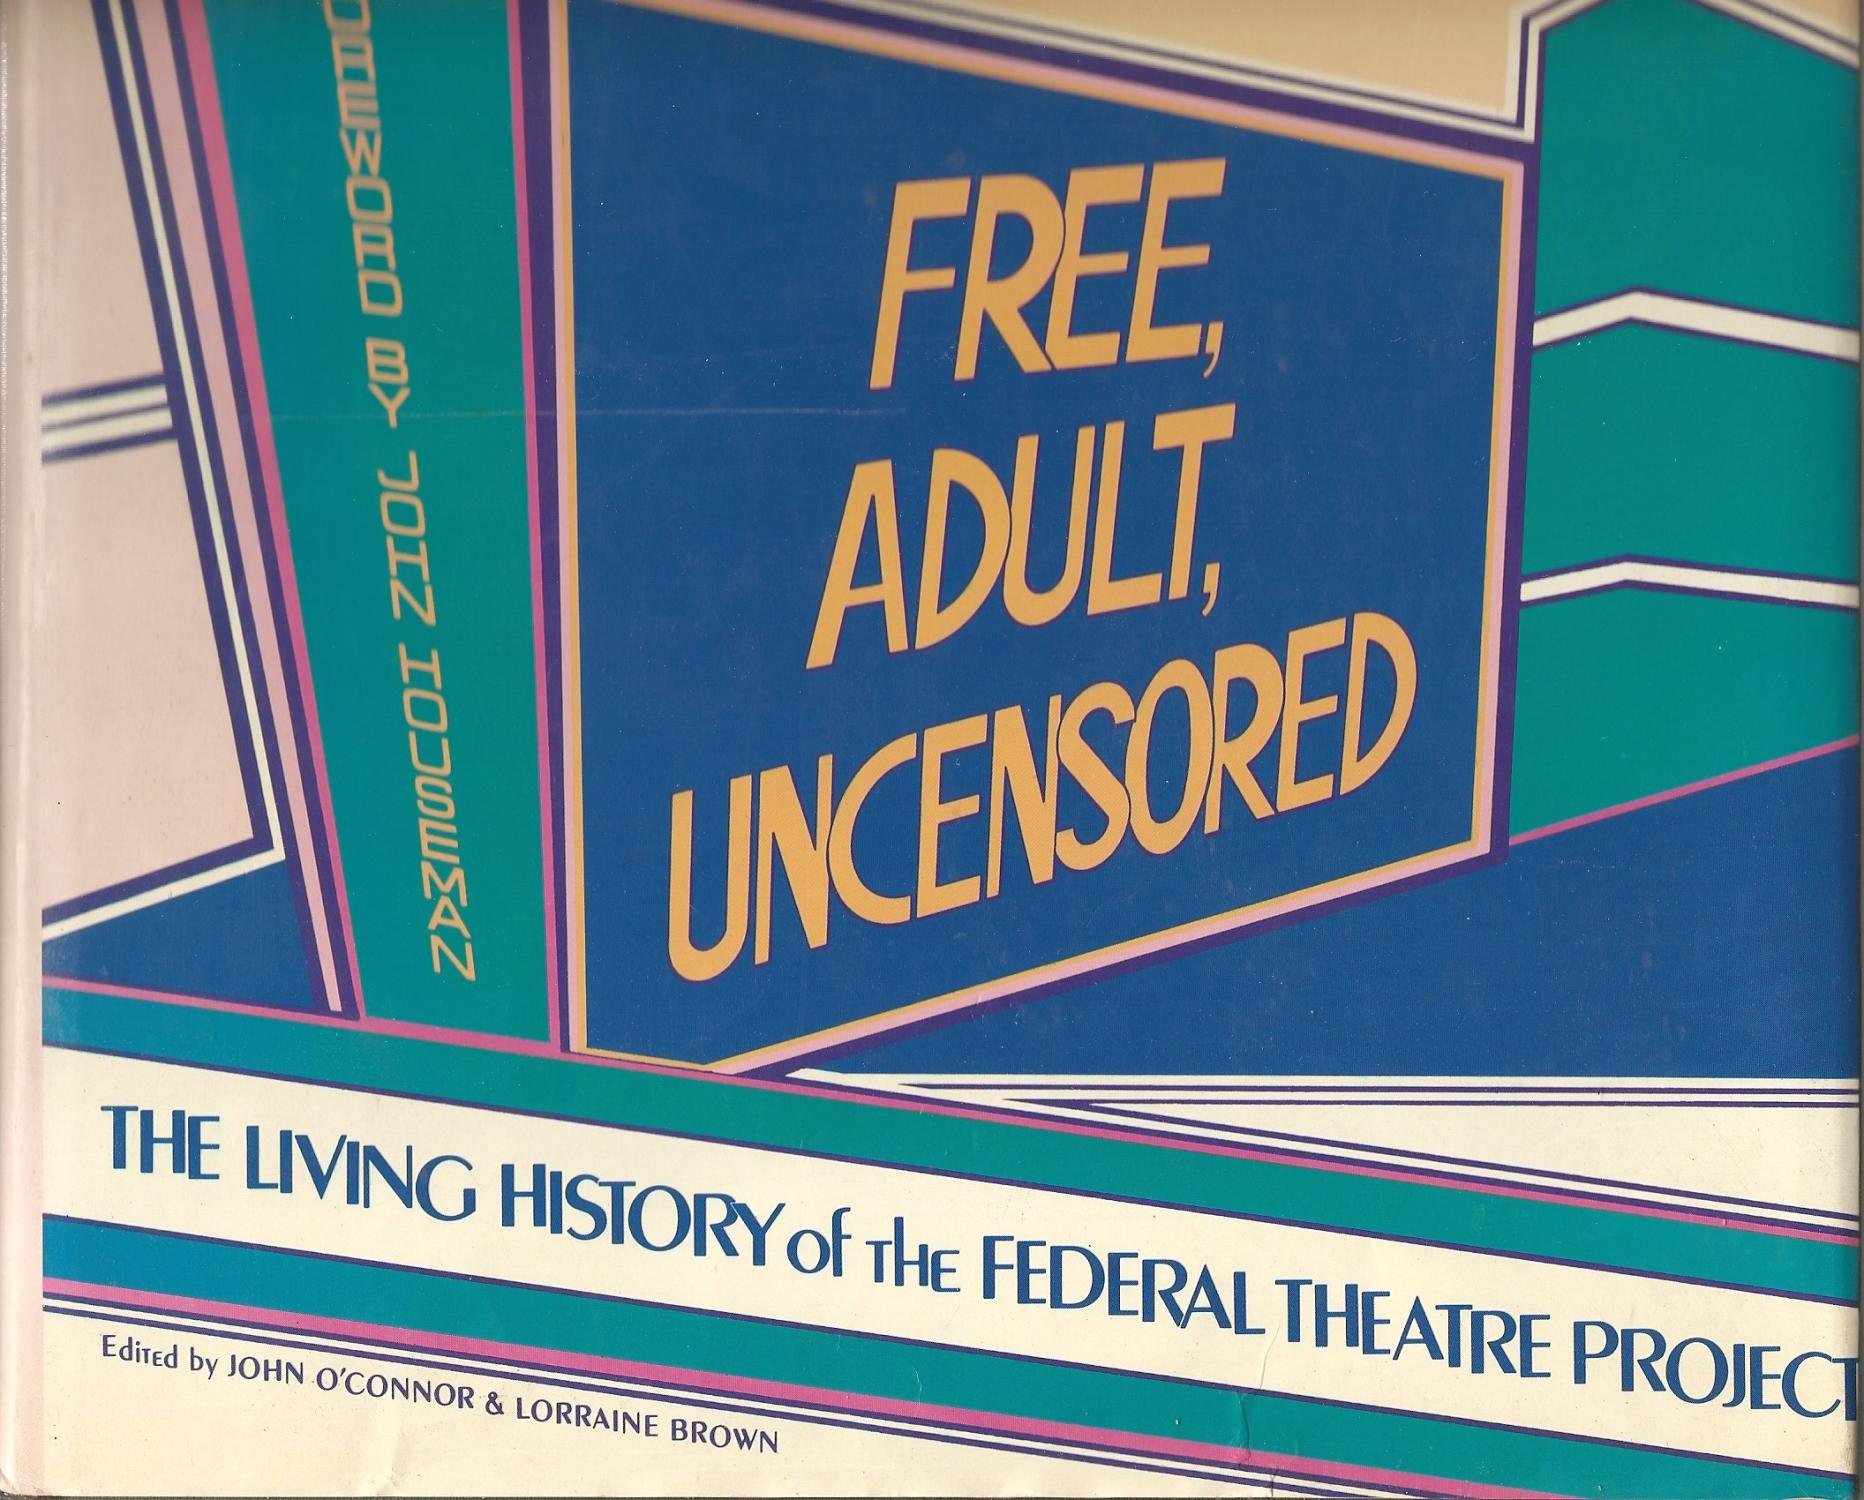 OREWORD BY JOHN HOUSEMAN
FREE,
ADULT,
UNCENSORED
THE LIVING HISTORY of THE FEDERAL THEATRE PROJECT
Edited by JOHN O'CONNOR & LORRAINE BROWN